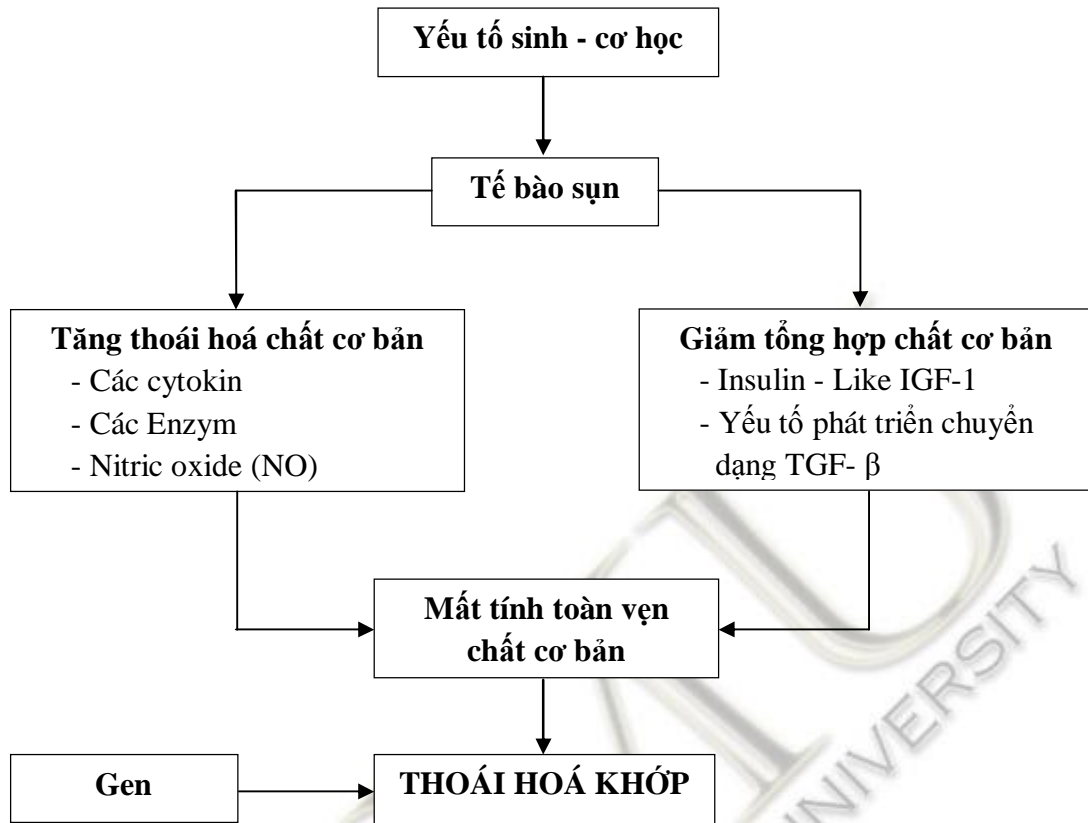 Yếu tố sinh - cơ học
Tế bào sụn
Tăng thoái hoá chất cơ bản
- Các cytokin
- Các Enzym
- Nitric oxide (NO)
Giảm tổng hợp chất cơ bản
- Insulin - Like IGF-1
- Yếu tố phát triển chuyển
dạng TGF- β
Mất tính toàn vẹn
chất cơ bản
Gen
THOÁI HOÁ KHỚP
UNIVERSITY